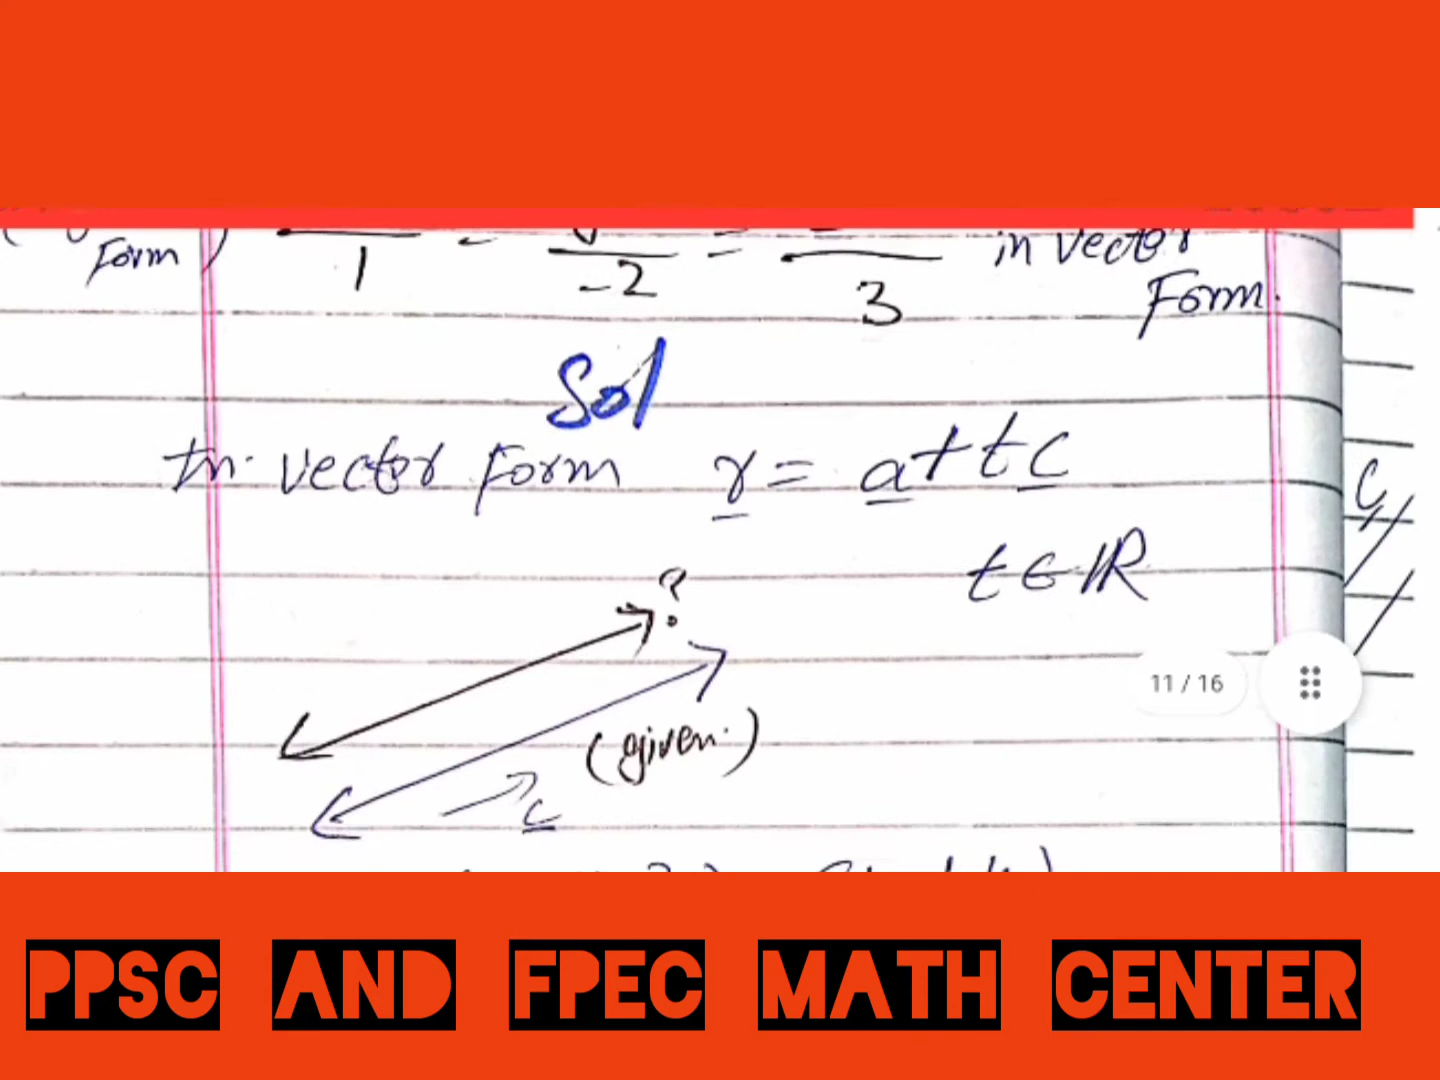 Form) 1 = -2 = 3 in vector
Form.
Sol
In vector form r = a + t c
t ∈ IR
?
11 / 16
(given.)
c
PPSC AND FPEC MATH CENTER